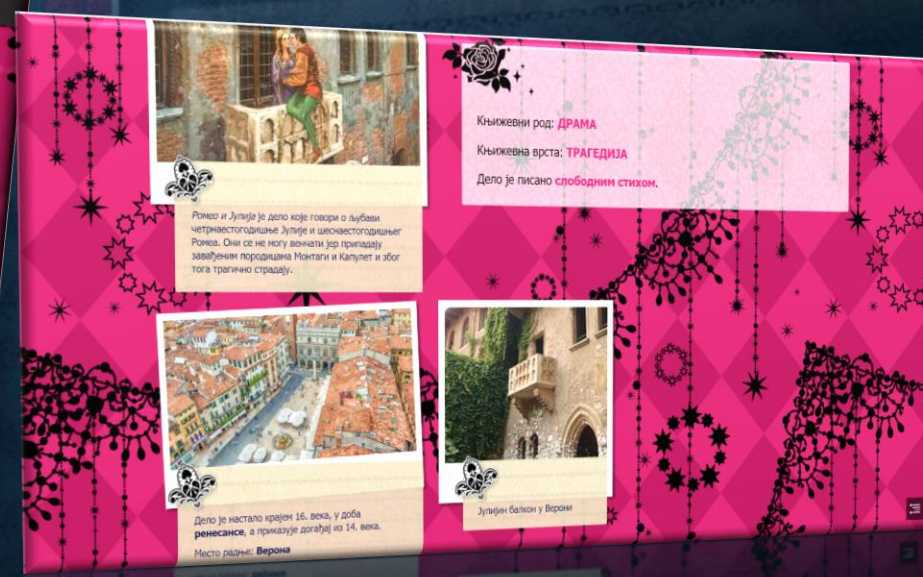 Ромео и Јулија је дело које говори о љубави
четрнаестогодишње Јулије и шеснаестогодишњег
Ромеа. Они се не могу венчати јер припадају
завађеним породицама Монтаги и Капулет и због
тога трагично страдају.
Књижевни род: ДРАМА
Књижевна врста: ТРАГЕДИЈА
Дело је писано слободним стихом.
Дело је настало крајем 16. века, у доба
ренесансе, а приказује догађај из 14. века.
Место радње: Верона
Јулијин балкон у Верони